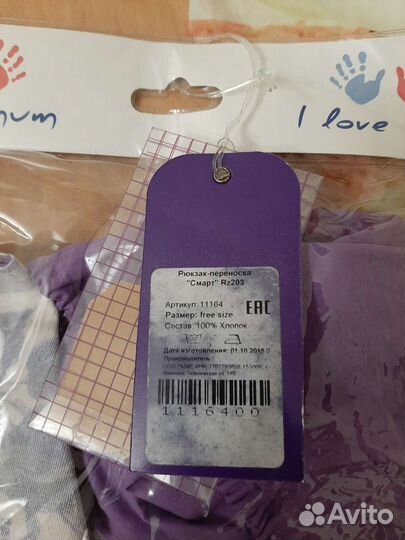 mum
I love
Рюкзак-переноска
"Смарт" Rz203
Артикул: 11164
Размер: free size
Состав: 100% Хлопок
EAC
Дата изготовления: 01.10.2018
Производитель:
1116400
Avito